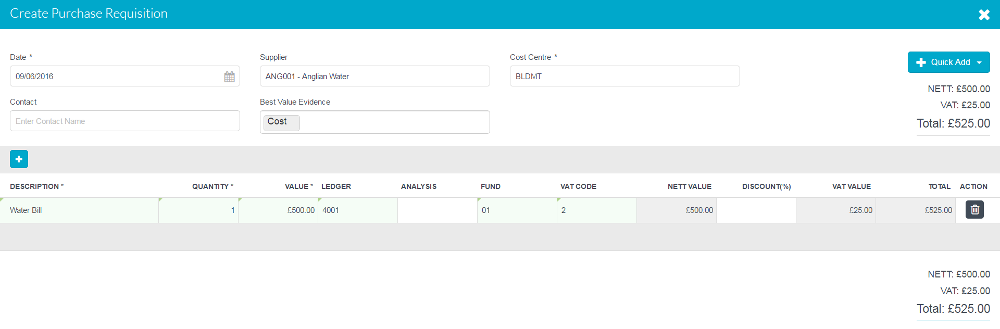 Create Purchase Requisition
Date *
Supplier
Cost Centre *
Quick Add
09/06/2016
ANG001 - Anglian Water
BLDMT
NETT: £500.00
VAT: £25.00
Total: £525.00
Contact
Best Value Evidence
Enter Contact Name
Cost
DESCRIPTION * QUANTITY * VALUE * LEDGER ANALYSIS FUND VAT CODE NETT VALUE DISCOUNT(%) VAT VALUE TOTAL ACTION
Water Bill 1 £500.00 4001 01 2 £500.00 £25.00 £525.00
NETT: £500.00
VAT: £25.00
Total: £525.00